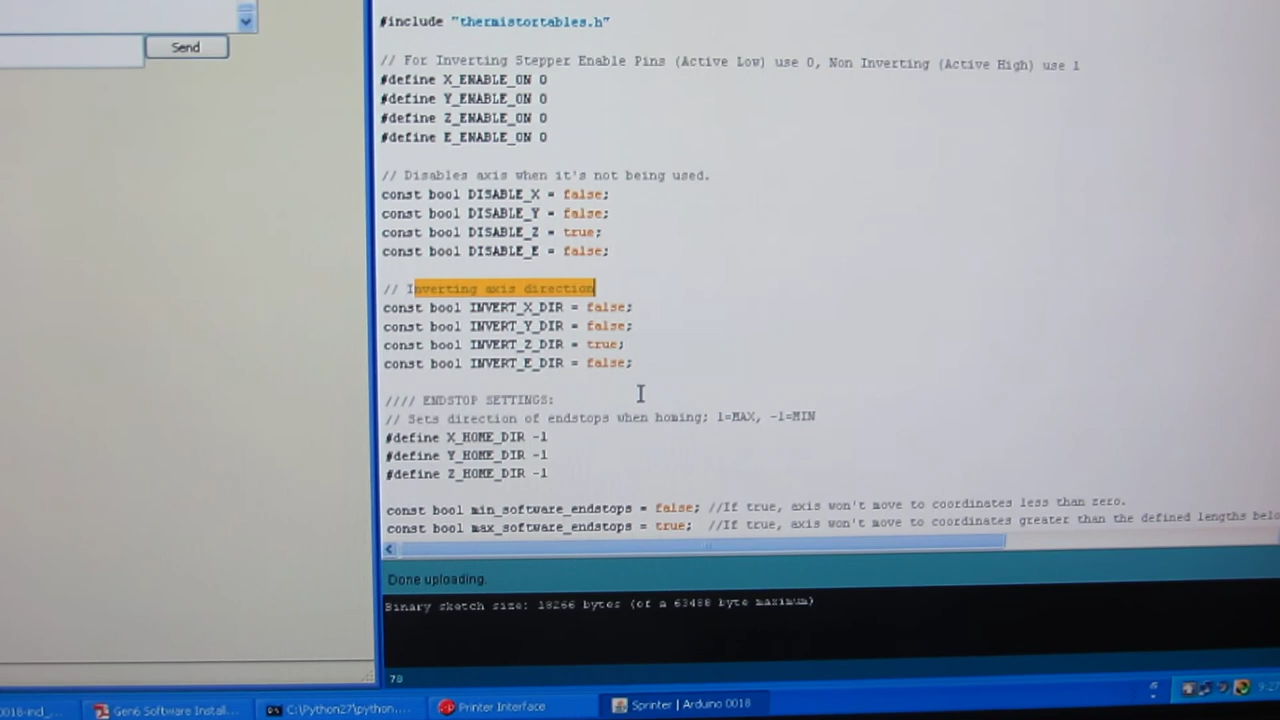 Send
#include "thermistortables.h"
// For Inverting Stepper Enable Pins (Active Low) use 0, Non Inverting (Active High) use 1
#define X_ENABLE_ON 0
#define Y_ENABLE_ON 0
#define Z_ENABLE_ON 0
#define E_ENABLE_ON 0
// Disables axis when it's not being used.
const bool DISABLE_X = false;
const bool DISABLE_Y = false;
const bool DISABLE_Z = true;
const bool DISABLE_E = false;
// Inverting axis direction
const bool INVERT_X_DIR = false;
const bool INVERT_Y_DIR = false;
const bool INVERT_Z_DIR = true;
const bool INVERT_E_DIR = false;
//// ENDSTOP SETTINGS:
// Sets direction of endstops when homing; 1=MAX, -1=MIN
#define X_HOME_DIR -1
#define Y_HOME_DIR -1
#define Z_HOME_DIR -1
const bool min_software_endstops = false; //If true, axis won't move to coordinates less than zero.
const bool max_software_endstops = true;  //If true, axis won't move to coordinates greater than the defined lengths belo
Done uploading.
Binary sketch size: 18266 bytes (of a 63488 byte maximum)
70
0018-incl_...
Gen6 Software Install...
C:\Python27\python....
Printer Interface
Sprinter | Arduino 0018